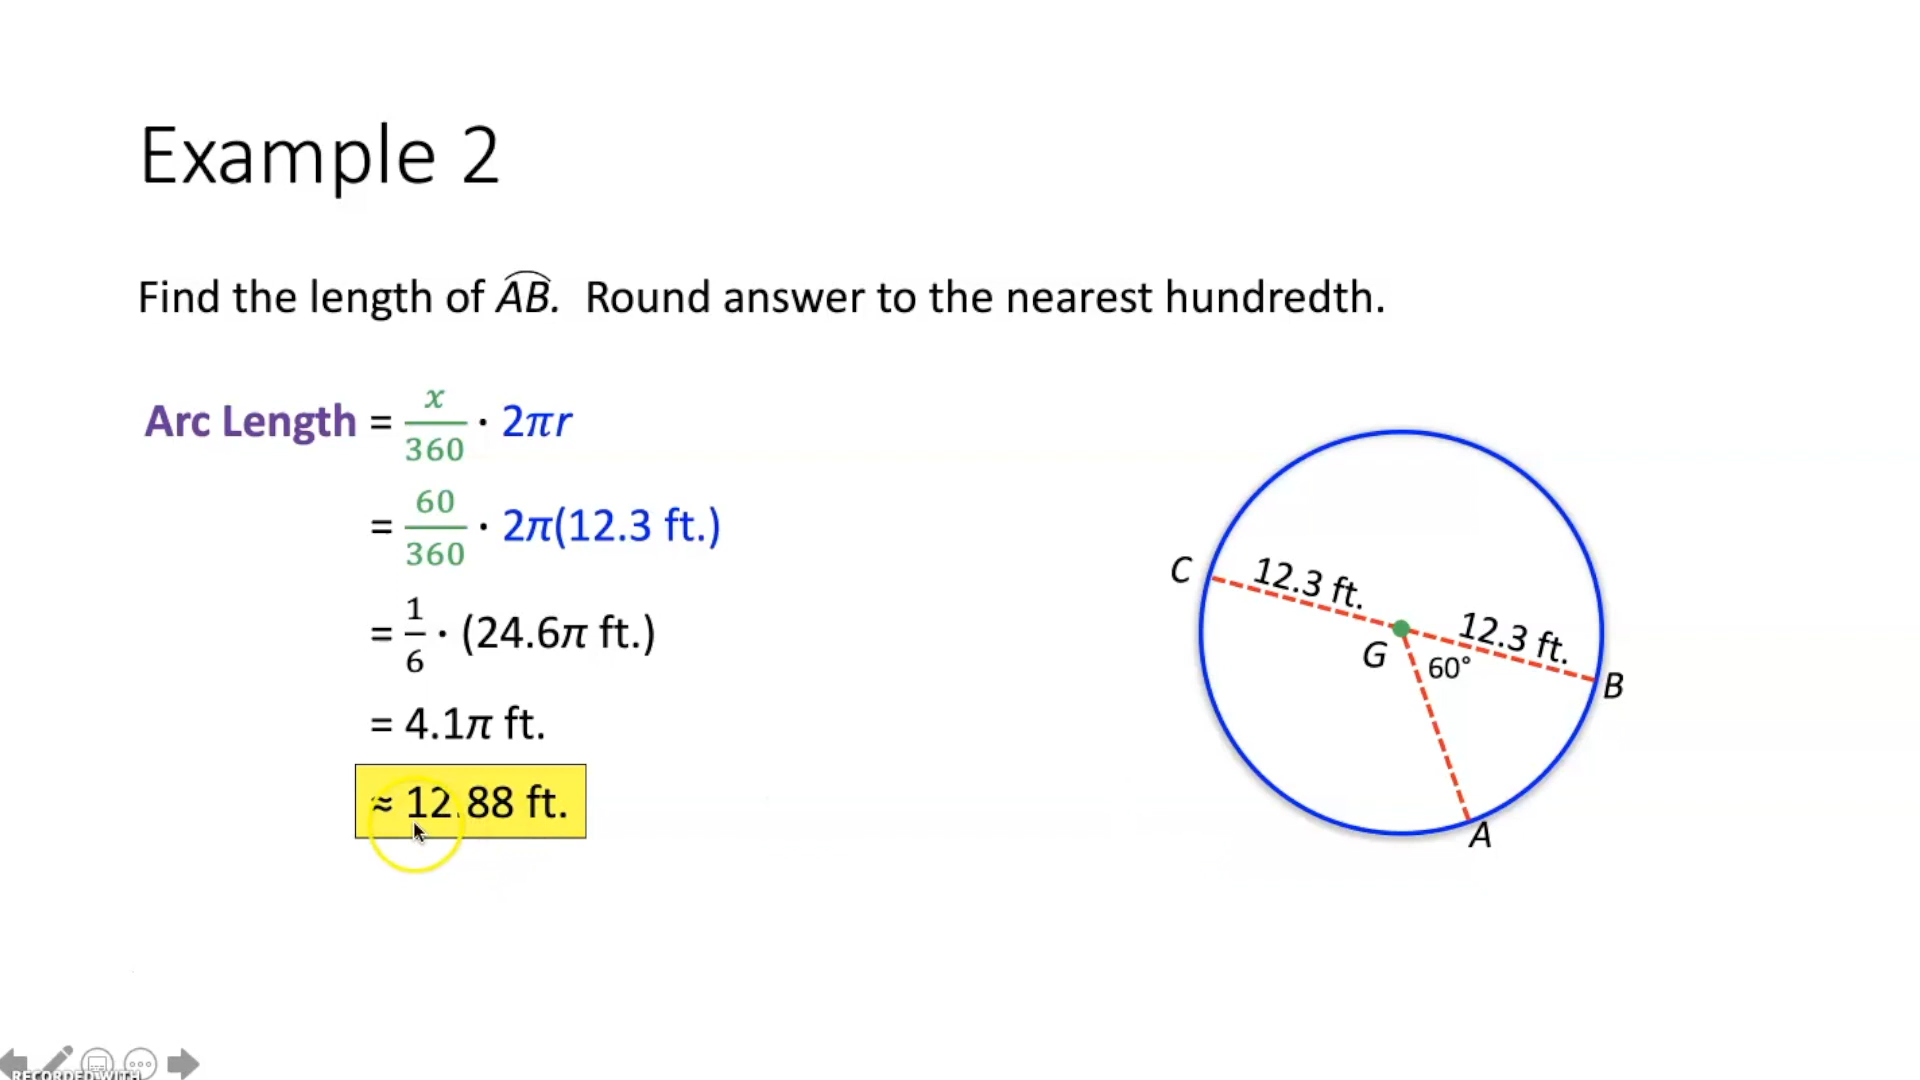 Example 2
Find the length of AB. Round answer to the nearest hundredth.
Arc Length = x/360 · 2πr
= 60/360 · 2π(12.3 ft.)
= 1/6 · (24.6π ft.)
= 4.1π ft.
≈ 12.88 ft.
C
12.3 ft.
12.3 ft.
G
60°
B
A
RECORDED WITH